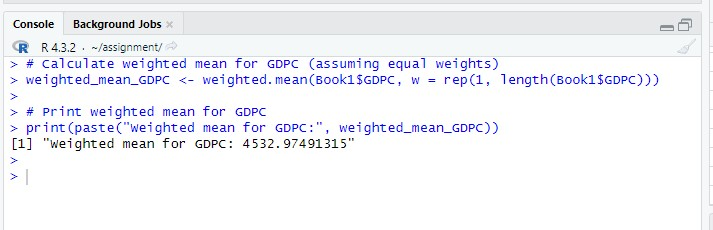 Console Background Jobs ×
R R 4.3.2 · ~/assignment/
> # Calculate weighted mean for GDPC (assuming equal weights)
> weighted_mean_GDPC <- weighted.mean(Book1$GDPC, w = rep(1, length(Book1$GDPC)))
>
> # Print weighted mean for GDPC
> print(paste("Weighted mean for GDPC:", weighted_mean_GDPC))
[1] "Weighted mean for GDPC: 4532.97491315"
>
>